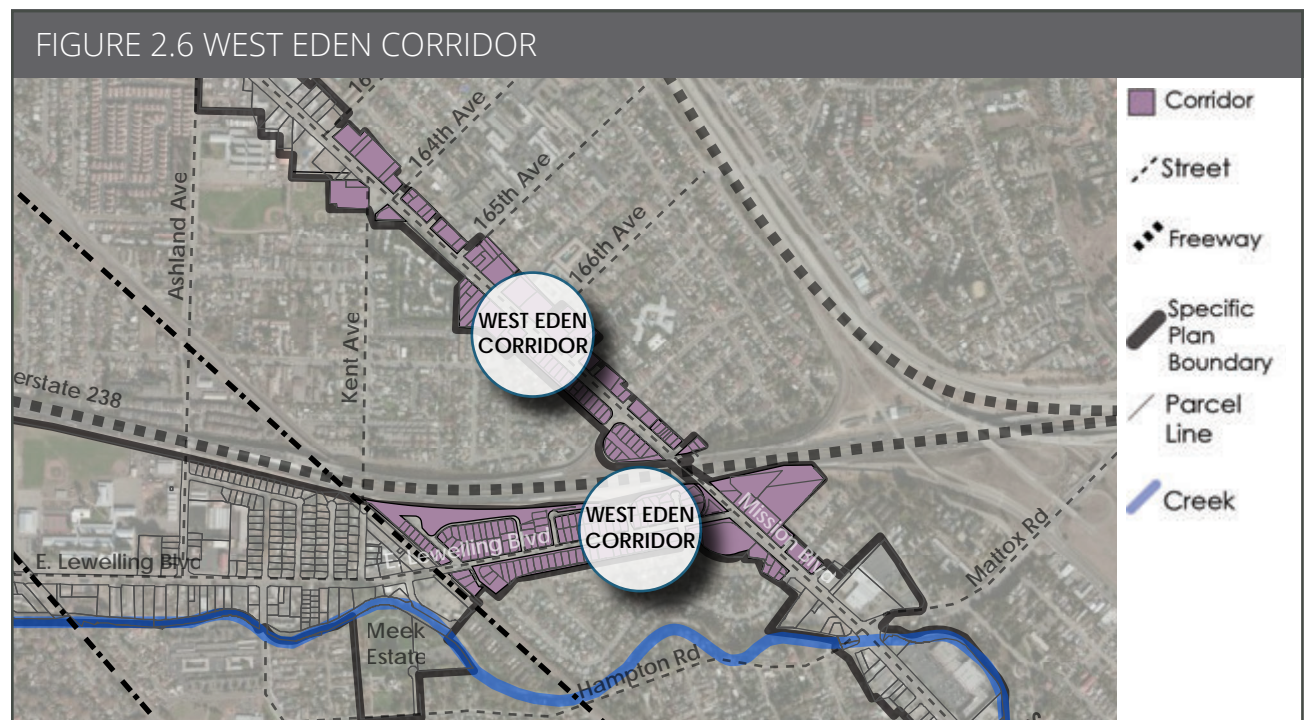 FIGURE 2.6 WEST EDEN CORRIDOR
164th Ave
165th Ave
166th Ave
Ashland Ave
Kent Ave
WEST EDEN
CORRIDOR
erstate 238
WEST EDEN
CORRIDOR
Mission Blvd
E. Lewelling Blvd
E. Lewelling Blvd
Mattox Rd
Meek
Estate
Hampton Rd
Corridor
Street
Freeway
Specific
Plan
Boundary
Parcel
Line
Creek